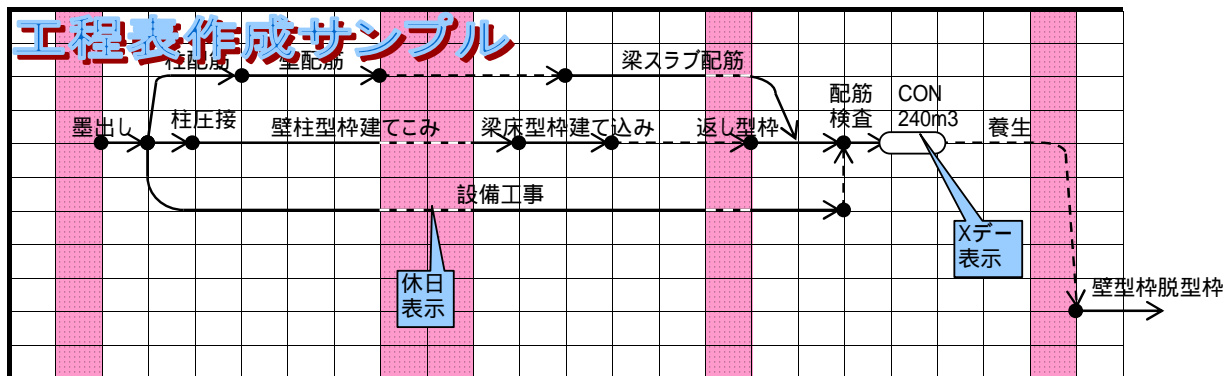 工程表作成サンプル
柱配筋
壁配筋
梁スラブ配筋
墨出し
柱圧接
壁柱型枠建てこみ
梁床型枠建て込み
返し型枠
配筋
検査
CON
240m3
養生
設備工事
休日
表示
Xデー
表示
壁型枠脱型枠